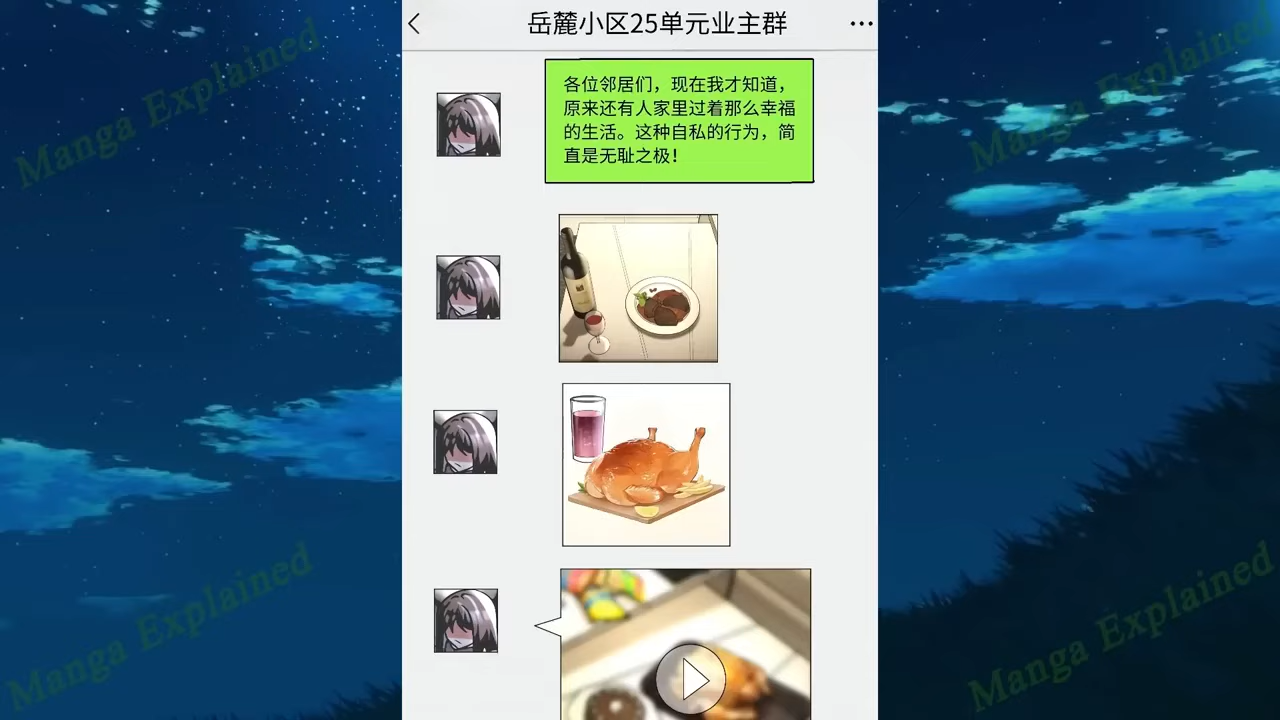 岳麓小区25单元业主群
各位邻居们，现在我才知道，
原来还有人家里过着那么幸福
的生活。这种自私的行为，简
直是无耻之极！
Manga Explained
Manga Explained
Manga Explained
Manga Explained